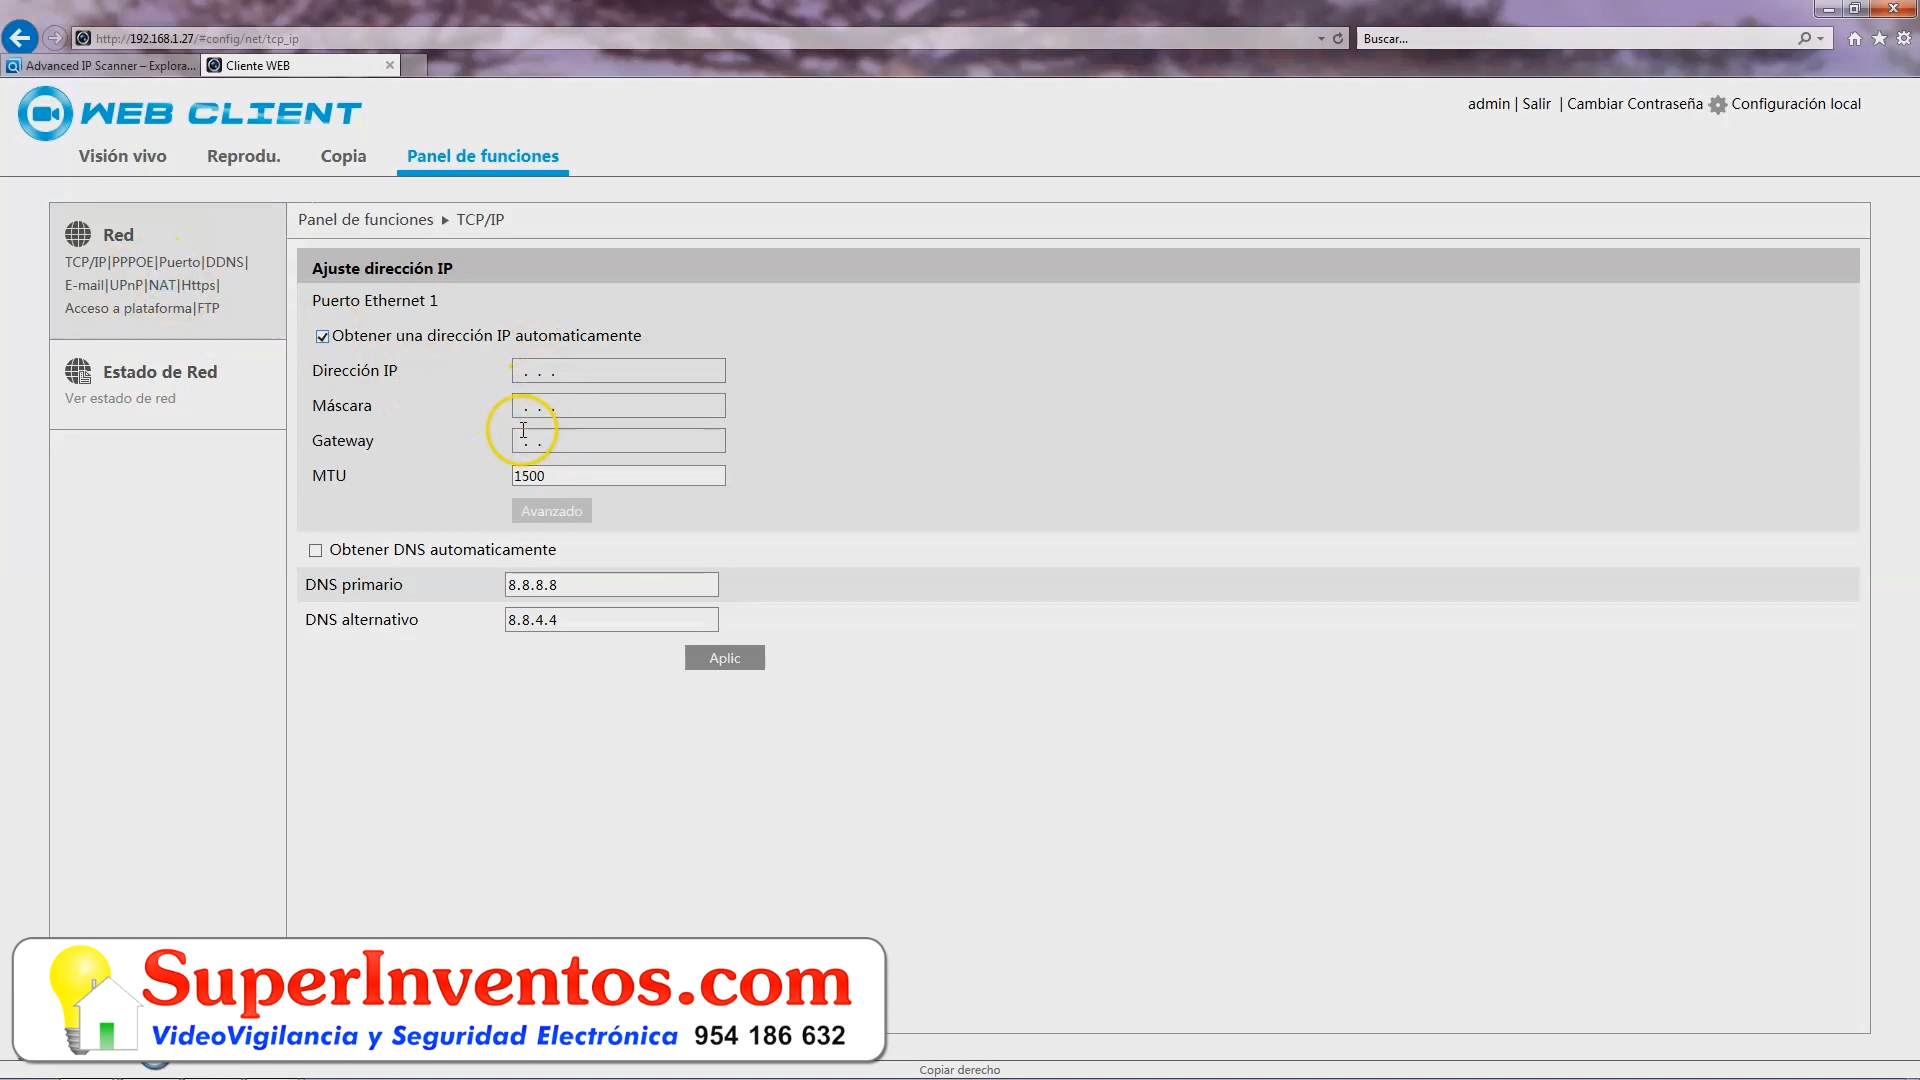 http://192.168.1.27/#config/net/tcp_ip
Buscar...
Advanced IP Scanner – Explora...
Cliente WEB
WEB CLIENT
admin | Salir | Cambiar Contraseña Configuración local
Visión vivo
Reprodu.
Copia
Panel de funciones
Red
TCP/IP|PPPOE|Puerto|DDNS|
E-mail|UPnP|NAT|Https|
Acceso a plataforma|FTP
Estado de Red
Ver estado de red
Panel de funciones ▸ TCP/IP
Ajuste dirección IP
Puerto Ethernet 1
Obtener una dirección IP automaticamente
Dirección IP . . .
Máscara . . .
Gateway . .
MTU 1500
Avanzado
Obtener DNS automaticamente
DNS primario 8.8.8.8
DNS alternativo 8.8.4.4
Aplic
SuperInventos.com
VideoVigilancia y Seguridad Electrónica 954 186 632
Copiar derecho